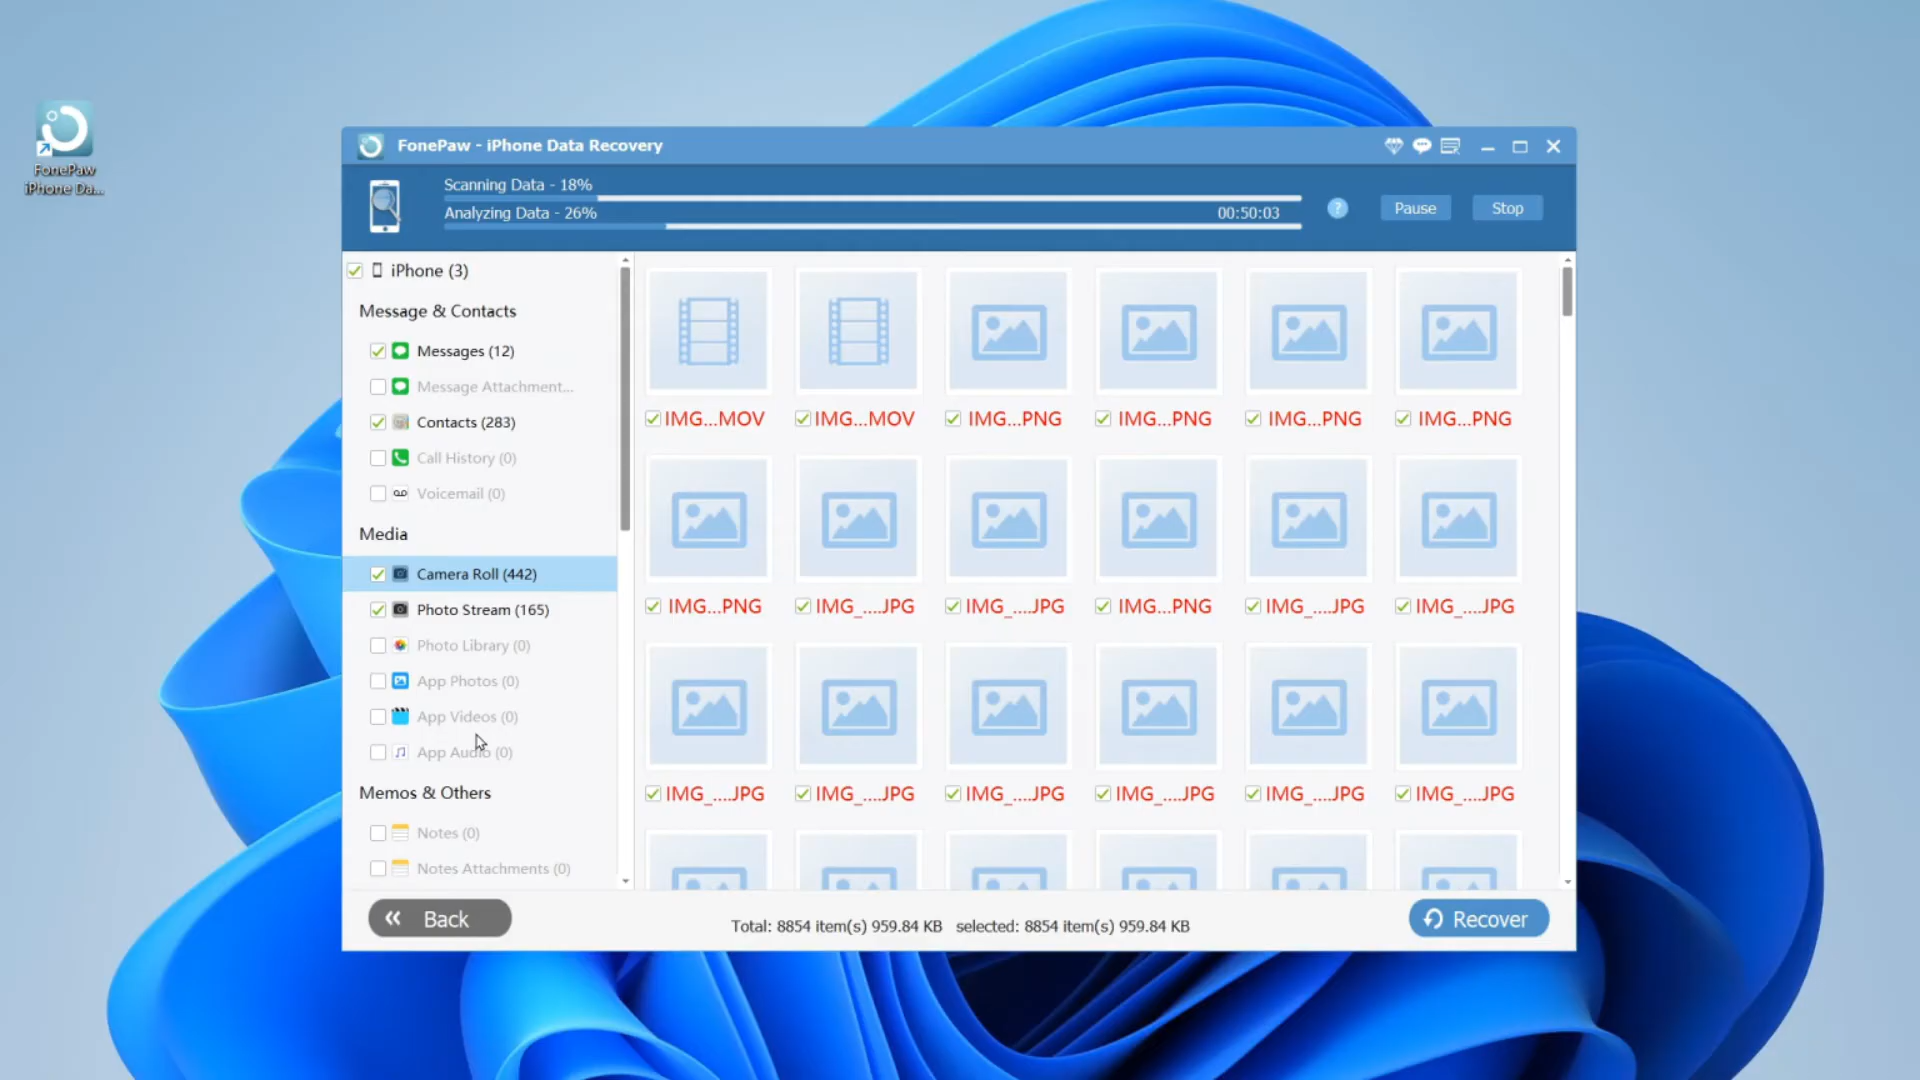 FonePaw
iPhone Da...
FonePaw - iPhone Data Recovery
Scanning Data - 18%
Analyzing Data - 26%
00:50:03
?
Pause
Stop
iPhone (3)
Message & Contacts
Messages (12)
Message Attachment...
Contacts (283)
Call History (0)
Voicemail (0)
Media
Camera Roll (442)
Photo Stream (165)
Photo Library (0)
App Photos (0)
App Videos (0)
App Audio (0)
Memos & Others
Notes (0)
Notes Attachments (0)
IMG...MOV IMG...MOV IMG...PNG IMG...PNG IMG...PNG IMG...PNG
IMG...PNG IMG_....JPG IMG_....JPG IMG...PNG IMG_....JPG IMG_....JPG
IMG_....JPG IMG_....JPG IMG_....JPG IMG_....JPG IMG_....JPG IMG_....JPG
Back
Total: 8854 item(s) 959.84 KB selected: 8854 item(s) 959.84 KB
Recover